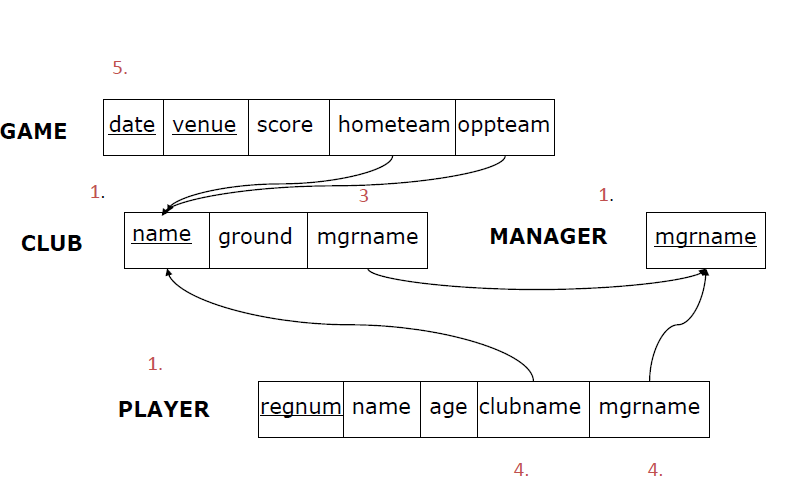 5.
GAME date venue score hometeam oppteam
1. 3 1.
CLUB name ground mgrname MANAGER mgrname
1.
PLAYER regnum name age clubname mgrname
4. 4.